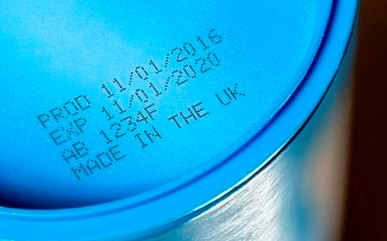 PROD 11/01/2016
EXP 11/01/2020
AB 1234F
MADE IN THE UK